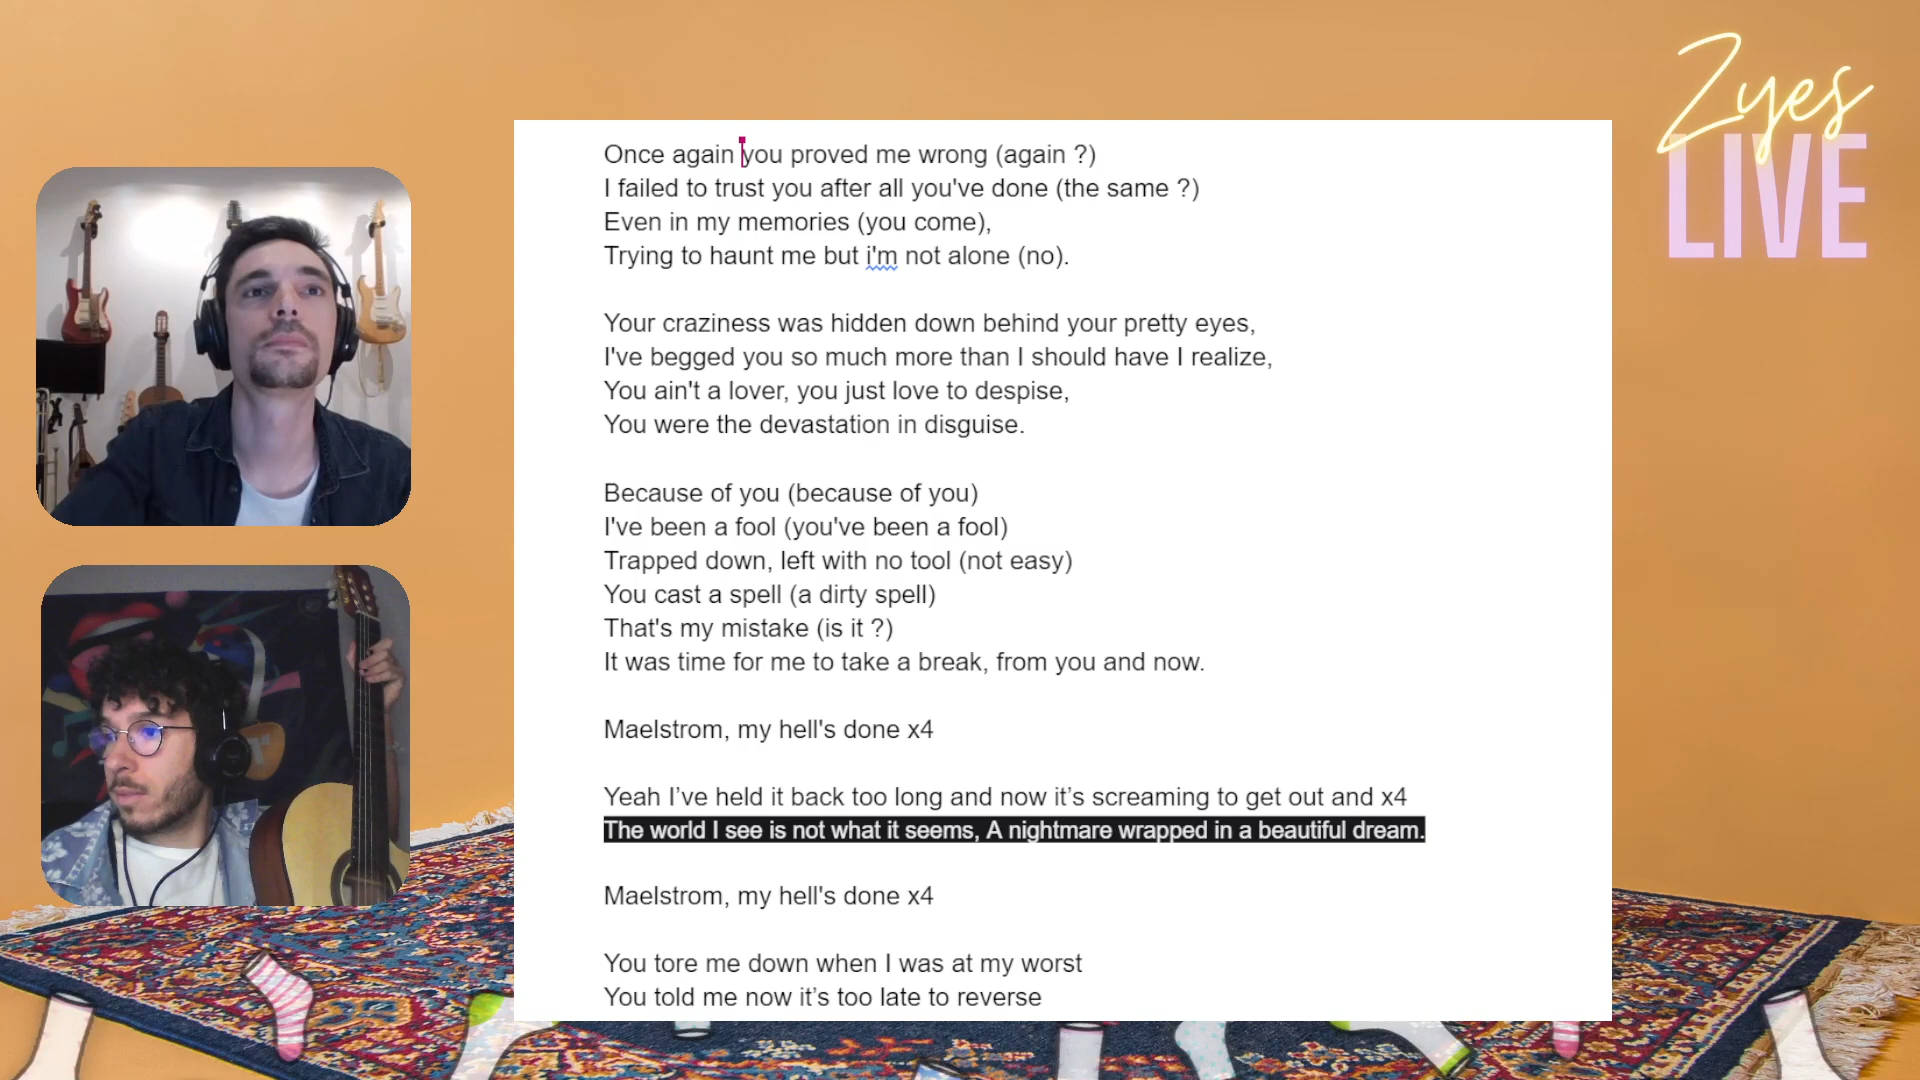 Zyes
LIVE
Once again you proved me wrong (again ?)
I failed to trust you after all you've done (the same ?)
Even in my memories (you come),
Trying to haunt me but i'm not alone (no).
Your craziness was hidden down behind your pretty eyes,
I've begged you so much more than I should have I realize,
You ain't a lover, you just love to despise,
You were the devastation in disguise.
Because of you (because of you)
I've been a fool (you've been a fool)
Trapped down, left with no tool (not easy)
You cast a spell (a dirty spell)
That's my mistake (is it ?)
It was time for me to take a break, from you and now.
Maelstrom, my hell's done x4
Yeah I’ve held it back too long and now it’s screaming to get out and x4
The world I see is not what it seems, A nightmare wrapped in a beautiful dream.
Maelstrom, my hell's done x4
You tore me down when I was at my worst
You told me now it’s too late to reverse